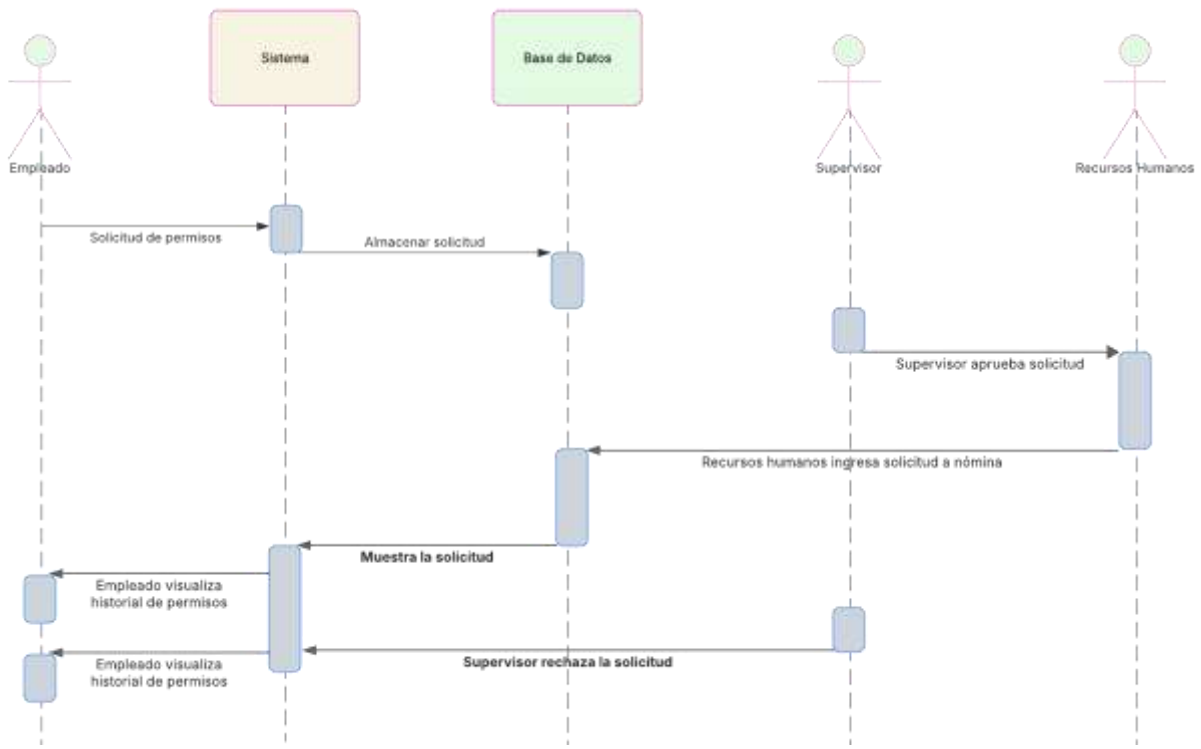 Sistema
Base de Datos
Empleado
Supervisor
Recursos Humanos
Solicitud de permisos
Almacenar solicitud
Supervisor aprueba solicitud
Recursos humanos ingresa solicitud a nómina
Muestra la solicitud
Empleado visualiza
historial de permisos
Supervisor rechaza la solicitud
Empleado visualiza
historial de permisos